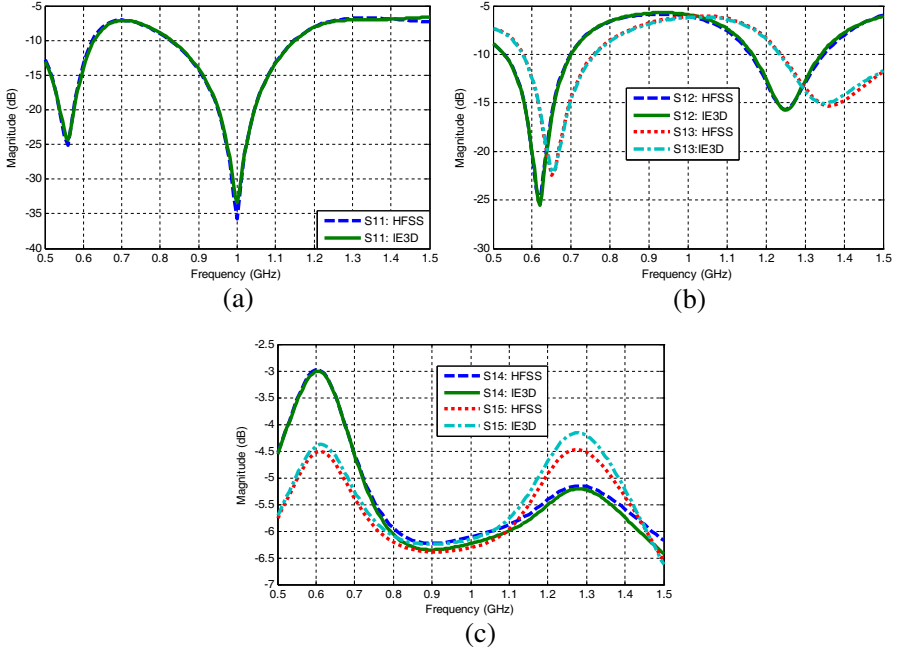 -5
-10
-15
-20
-25
-30
-35
-40
Magnitude (dB)
S11: HFSS
S11: IE3D
0.5 0.6 0.7 0.8 0.9 1 1.1 1.2 1.3 1.4 1.5
Frequency (GHz)
(a)
-5
-10
-15
-20
-25
-30
Magnitude (dB)
S12: HFSS
S12: IE3D
S13: HFSS
S13:IE3D
0.5 0.6 0.7 0.8 0.9 1 1.1 1.2 1.3 1.4 1.5
Frequency (GHz)
(b)
-2.5
-3
-3.5
-4
-4.5
-5
-5.5
-6
-6.5
-7
Magnitude (dB)
S14: HFSS
S14: IE3D
S15: HFSS
S15: IE3D
0.5 0.6 0.7 0.8 0.9 1 1.1 1.2 1.3 1.4 1.5
Frequency (GHz)
(c)